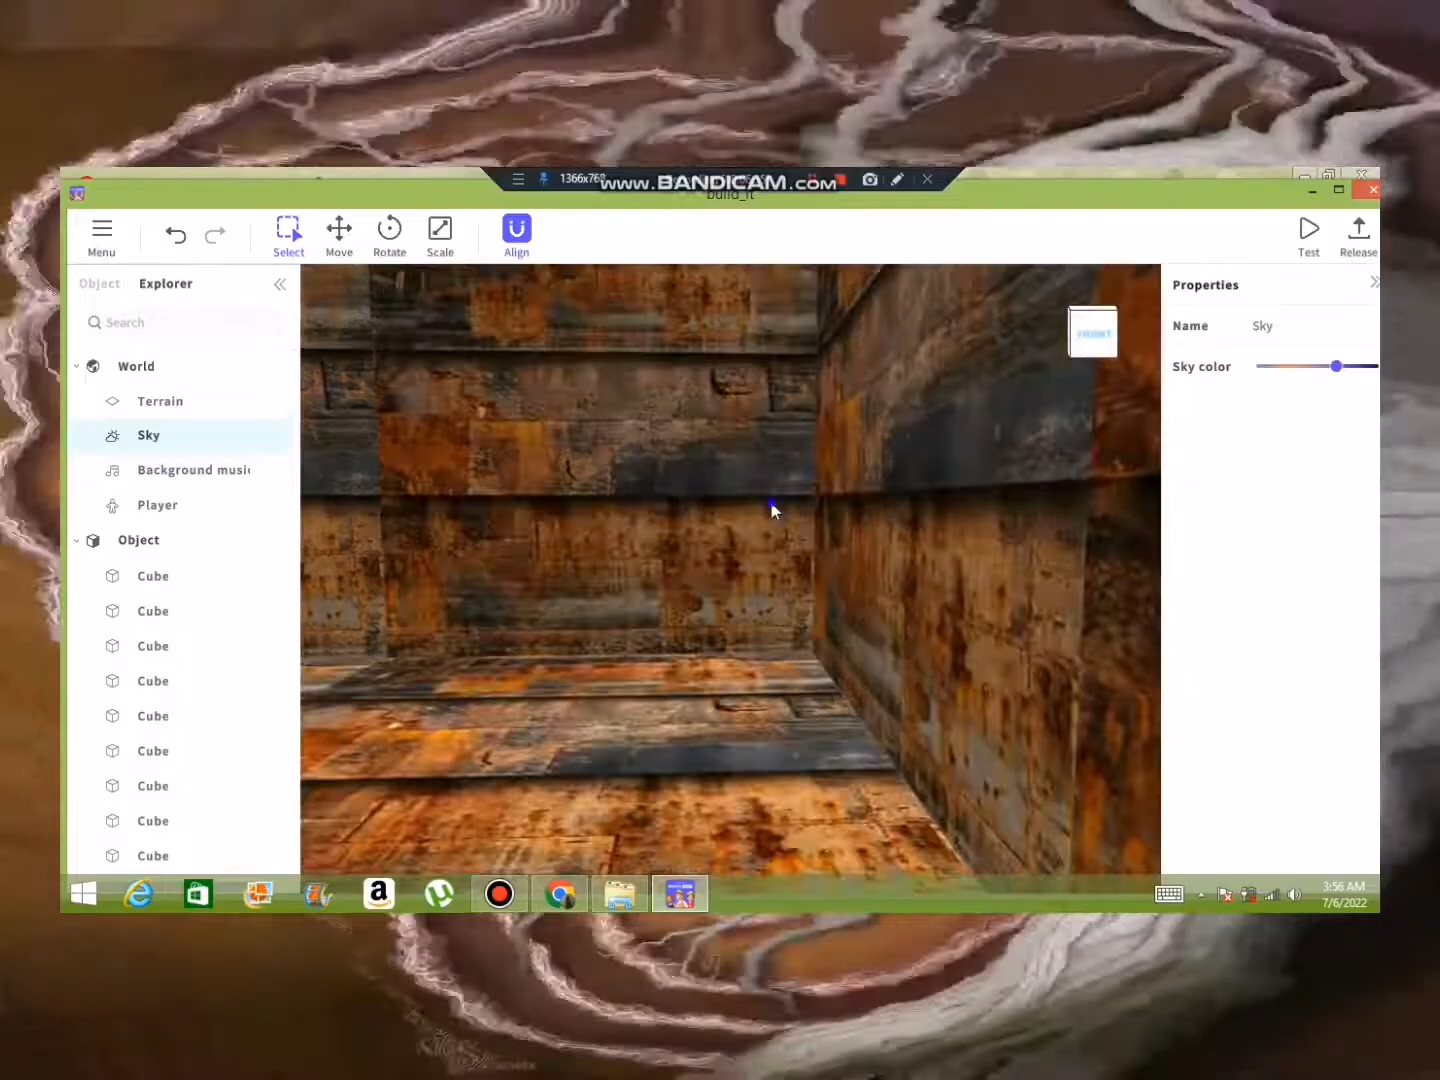 1366x768
www.BANDICAM.com
build_it
Menu
Select
Move
Rotate
Scale
Align
Test
Release
Object
Explorer
Search
World
Terrain
Sky
Background musi
Player
Object
Cube
Cube
Cube
Cube
Cube
Cube
Cube
Cube
Cube
FRONT
Properties
Name
Sky
Sky color
3:56 AM
7/6/2022